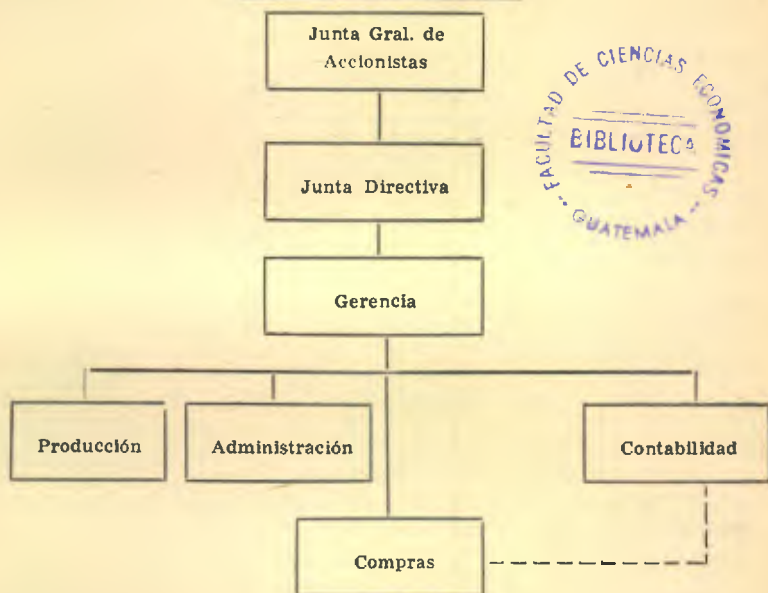 Junta Gral. de
Accionistas
FACULTAD DE CIENCIAS ECONOMICAS
BIBLIOTECA
GUATEMALA
Junta Directiva
Gerencia
Producción
Administración
Contabilidad
Compras